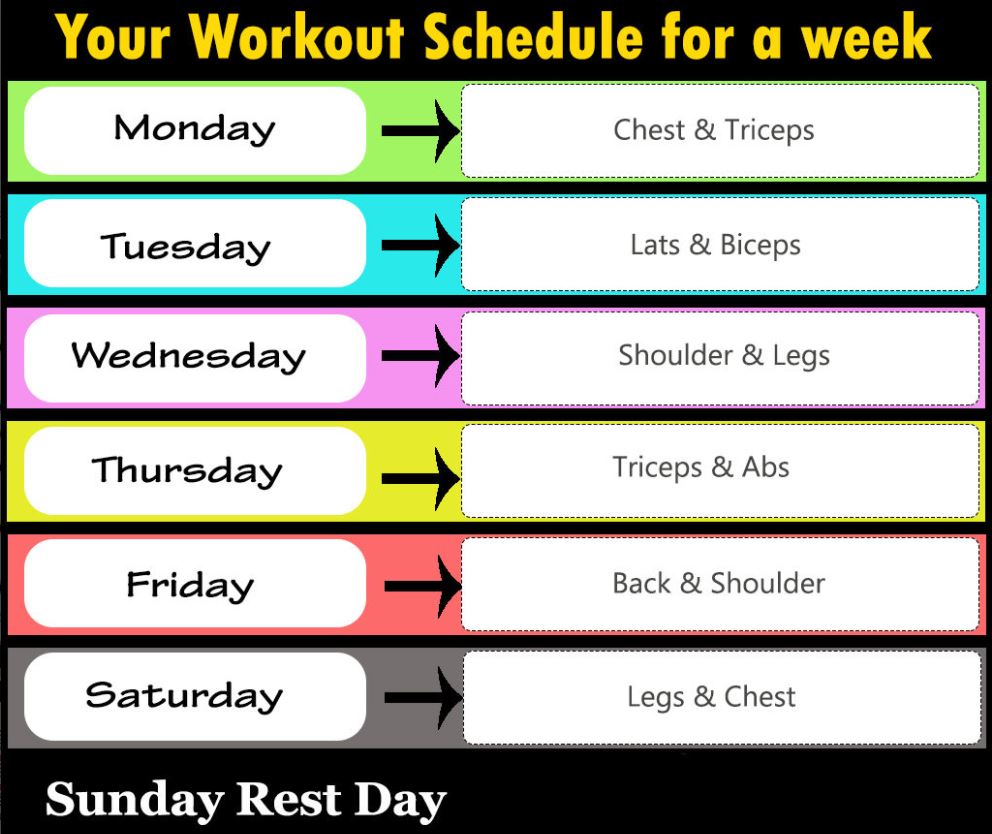 Your Workout Schedule for a week
Monday
Chest & Triceps
Tuesday
Lats & Biceps
Wednesday
Shoulder & Legs
Thursday
Triceps & Abs
Friday
Back & Shoulder
Saturday
Legs & Chest
Sunday Rest Day